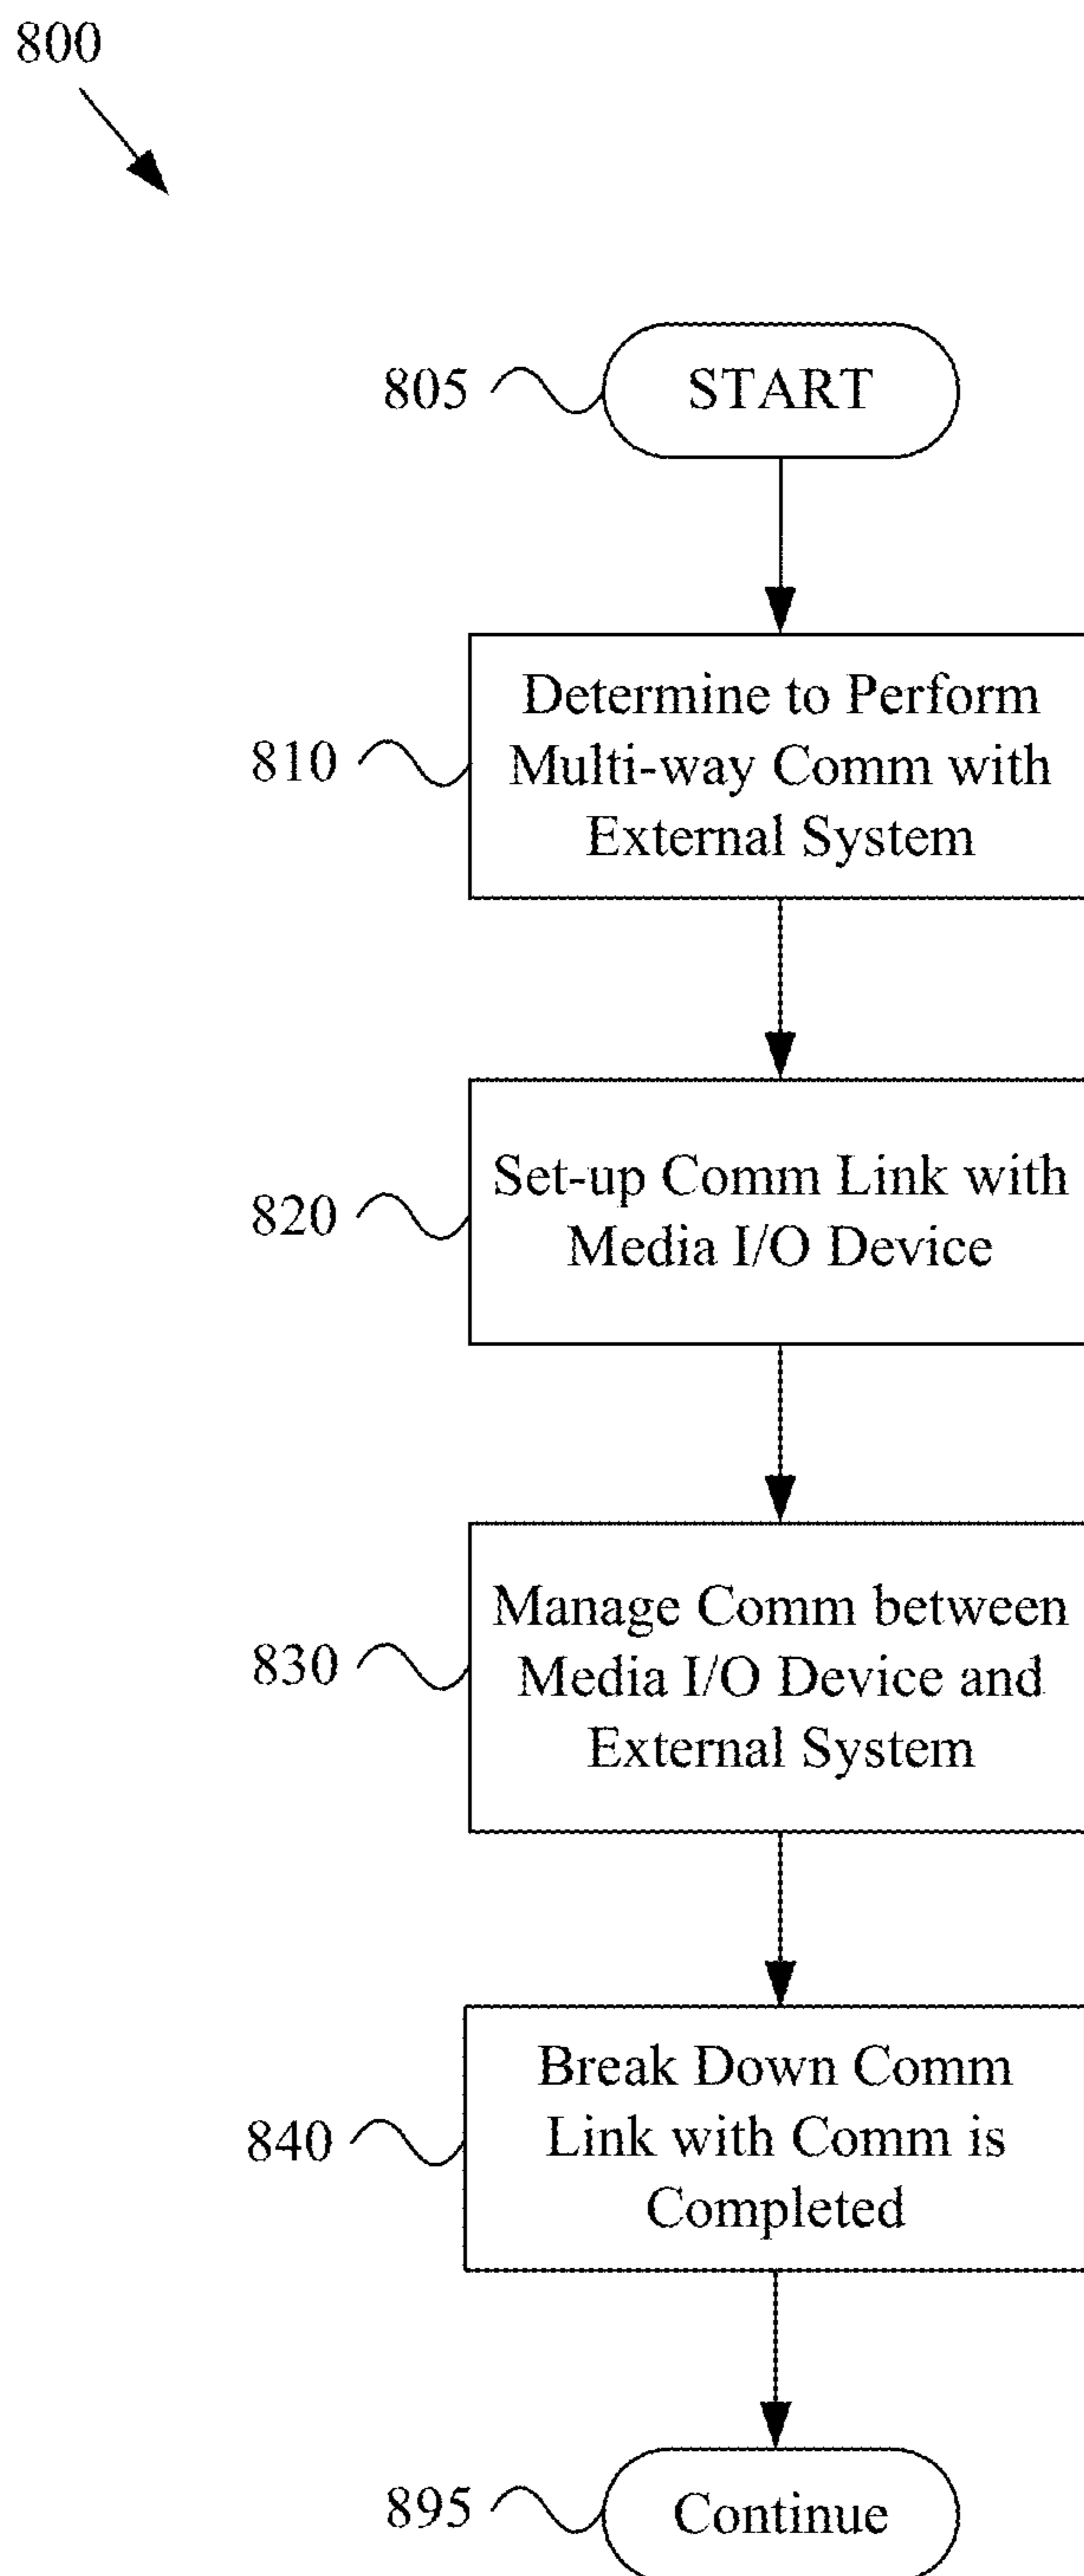 800
805
START
810
Determine to Perform
Multi-way Comm with
External System
820
Set-up Comm Link with
Media I/O Device
830
Manage Comm between
Media I/O Device and
External System
840
Break Down Comm
Link with Comm is
Completed
895
Continue